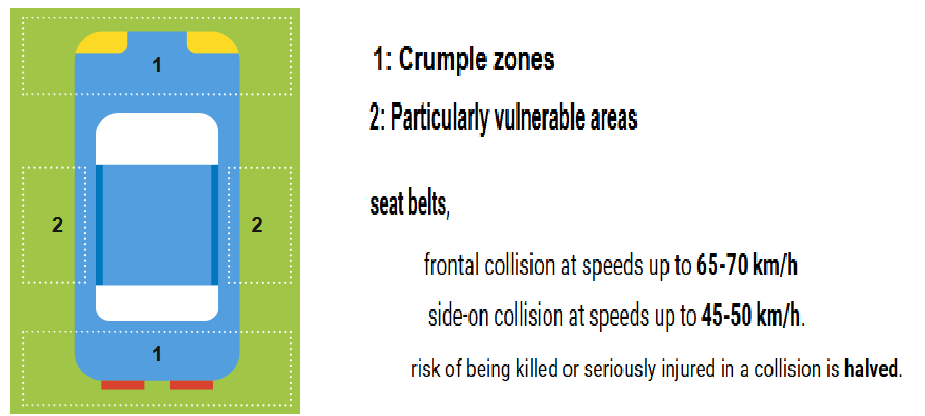 1
2
2
1
1: Crumple zones
2: Particularly vulnerable areas
seat belts,
frontal collision at speeds up to 65-70 km/h
side-on collision at speeds up to 45-50 km/h.
risk of being killed or seriously injured in a collision is halved.